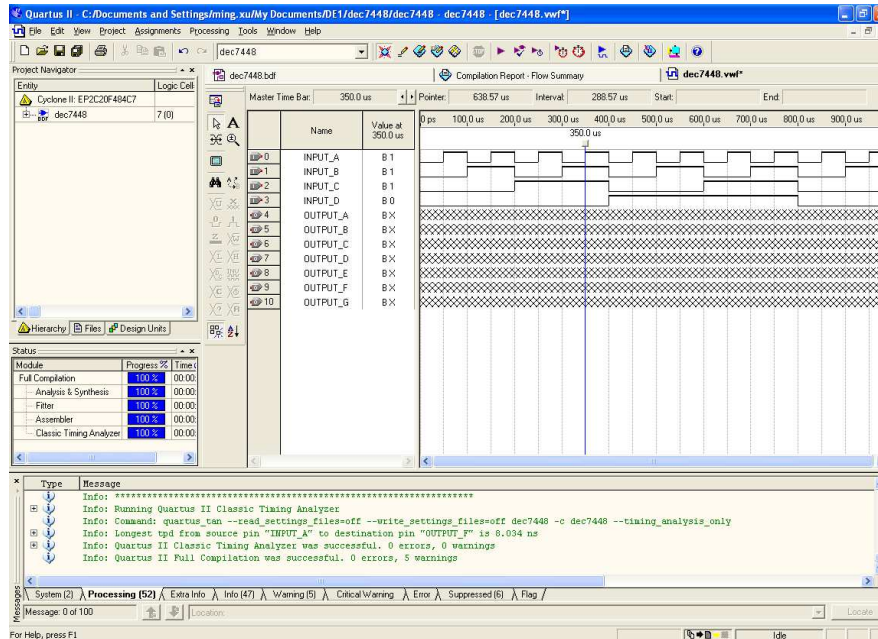 Quartus II - C:/Documents and Settings/ming.xu/My Documents/DE1/dec7448/dec7448 - dec7448 - [dec7448.vwf*]
File Edit View Project Assignments Processing Tools Window Help
dec7448
Project Navigator
Entity Logic Cell
Cyclone II: EP2C20F484C7
dec7448 7 (0)
Hierarchy Files Design Units
Status
Module Progress % Time (
Full Compilation 100 % 00:00:
Analysis & Synthesis 100 % 00:00:
Fitter 100 % 00:00:
Assembler 100 % 00:00:
Classic Timing Analyzer 100 % 00:00:
dec7448.bdf
Compilation Report - Flow Summary
dec7448.vwf*
Master Time Bar: 350.0 us Pointer: 638.57 us Interval: 288.57 us Start: End:
Name Value at 350.0 us
0 ps 100.0 us 200.0 us 300.0 us 400.0 us 500.0 us 600.0 us 700.0 us 800.0 us 900.0 us
350.0 us
0 INPUT_A B 1
1 INPUT_B B 1
2 INPUT_C B 1
3 INPUT_D B 0
4 OUTPUT_A B X
5 OUTPUT_B B X
6 OUTPUT_C B X
7 OUTPUT_D B X
8 OUTPUT_E B X
9 OUTPUT_F B X
10 OUTPUT_G B X
Type Message
Info: *******************************************************************
Info: Running Quartus II Classic Timing Analyzer
Info: Command: quartus_tan --read_settings_files=off --write_settings_files=off dec7448 -c dec7448 --timing_analysis_only
Info: Longest tpd from source pin "INPUT_A" to destination pin "OUTPUT_F" is 8.034 ns
Info: Quartus II Classic Timing Analyzer was successful. 0 errors, 0 warnings
Info: Quartus II Full Compilation was successful. 0 errors, 5 warnings
System (2) Processing (52) Extra Info Info (47) Warning (5) Critical Warning Error Suppressed (6) Flag
Messages
Message: 0 of 100 Location: Locate
For Help, press F1 Idle